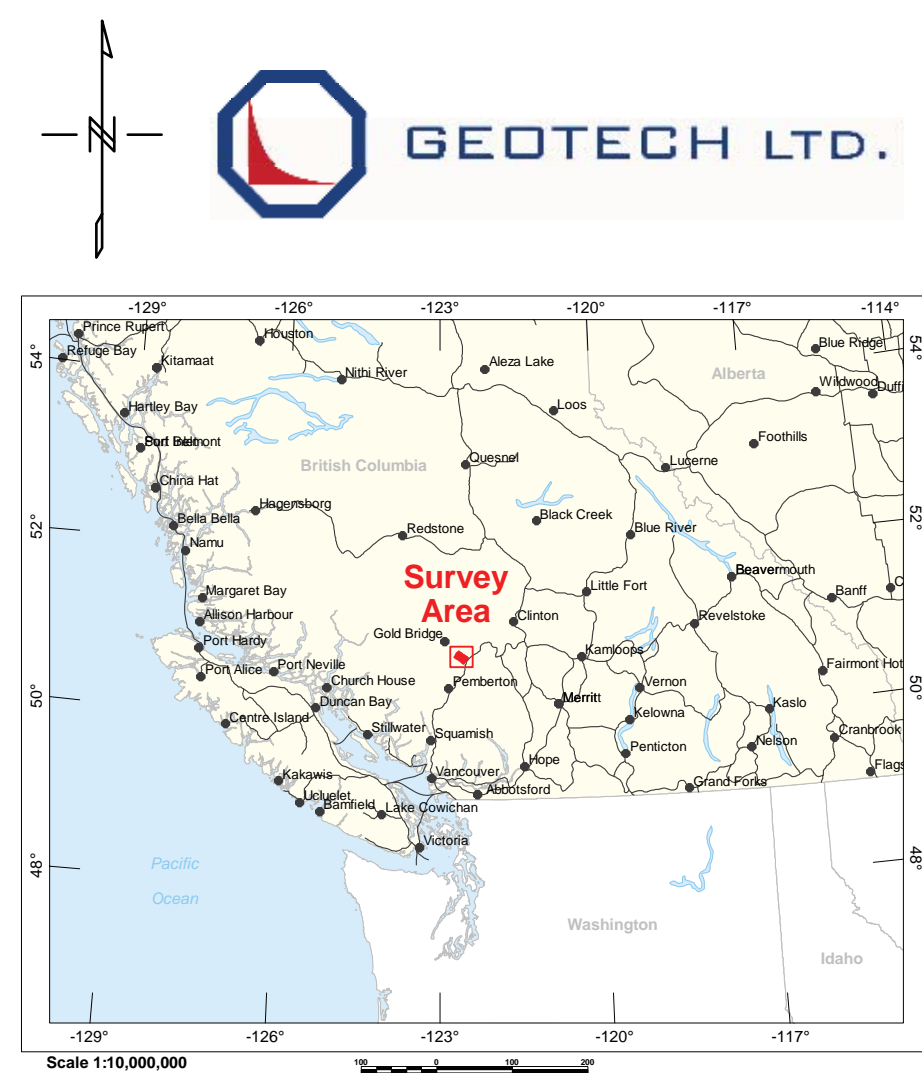 N
GEOTECH LTD.
-129° -126° -123° -120° -117° -114°
Prince Rupert
Houston
Blue Ridge
54° 54°
Refuge Bay
Kitamaat
Nithi River
Aleza Lake
Alberta
Wildwood
Duffi
Hartley Bay
Loos
Foothills
Port Belmont
British Columbia
Quesnel
Lucerne
China Hat
Hagensborg
Black Creek
52° 52°
Bella Bella
Redstone
Blue River
Namu
Survey
Area
Beavermouth
Margaret Bay
Little Fort
Banff
C
Allison Harbour
Clinton
Revelstoke
Port Hardy
Gold Bridge
Kamloops
Port Alice
Port Neville
Fairmont Hot
Church House
Pemberton
Vernon
50° 50°
Duncan Bay
Merritt
Kaslo
Centre Island
Kelowna
Stillwater
Squamish
Cranbrook
Penticton
Nelson
Hope
Kakawis
Vancouver
Flags
Ucluelet
Abbotsford
Grand Forks
Bamfield
Lake Cowichan
Victoria
48° 48°
Pacific
Ocean
Washington
Idaho
-129° -126° -123° -120° -117°
Scale 1:10,000,000
100 0 100 200